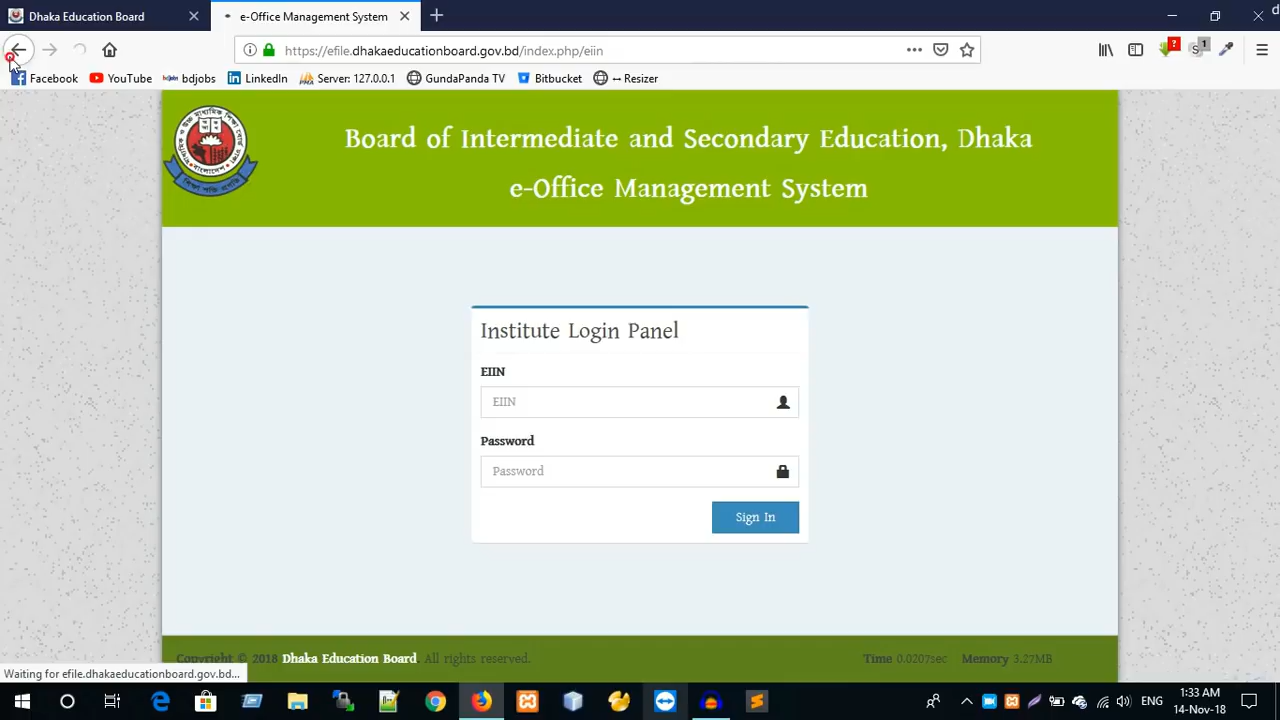 Dhaka Education Board
e-Office Management System
https://efile.dhakaeducationboard.gov.bd/index.php/eiin
Facebook
YouTube
bdjobs
LinkedIn
Server: 127.0.0.1
GundaPanda TV
Bitbucket
↔ Resizer
Board of Intermediate and Secondary Education, Dhaka
e-Office Management System
Institute Login Panel
EIIN
EIIN
Password
Password
Sign In
Copyright © 2018 Dhaka Education Board. All rights reserved.
Time 0.0207sec Memory 3.27MB
Waiting for efile.dhakaeducationboard.gov.bd...
ENG
1:33 AM
14-Nov-18